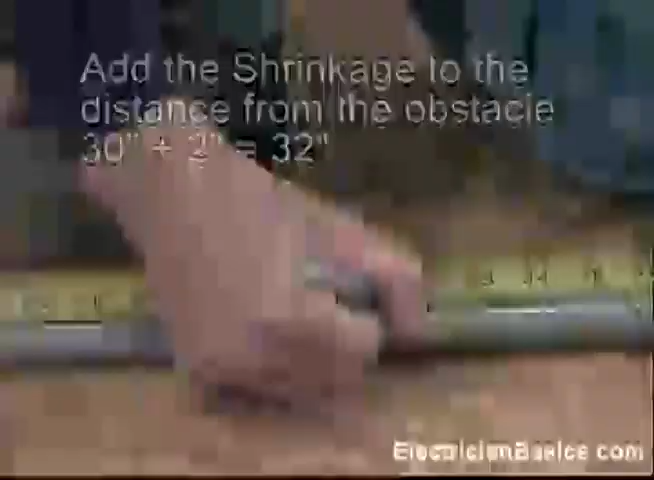 Add the Shrinkage to the
distance from the obstacle
30" + 2" = 32"
ElectricianBasics.com